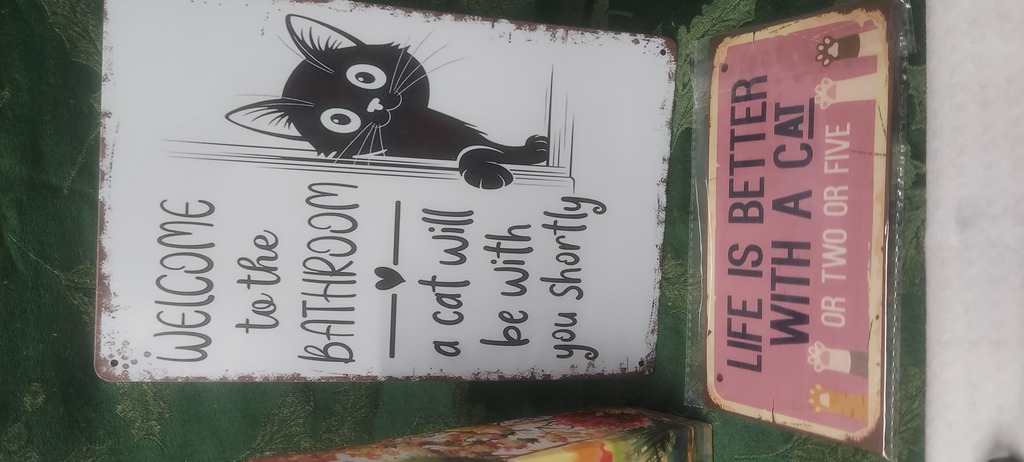 WELCOME
to the
BATHROOM
a cat will
be with
you shortly
LIFE IS BETTER
WITH A CAT
OR TWO OR FIVE